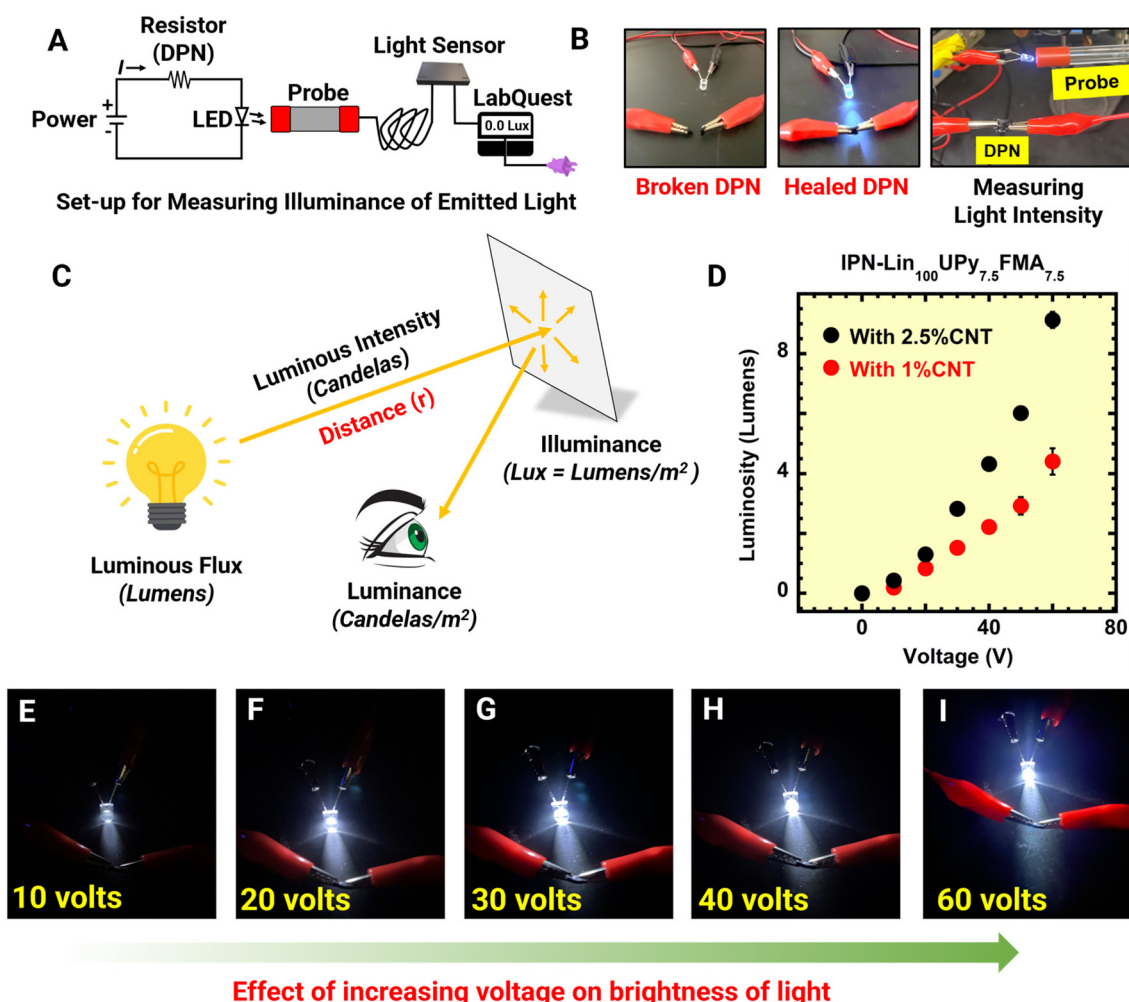 A
Resistor
(DPN)
I →
Power
+
-
LED
Probe
Light Sensor
LabQuest
0.0 Lux
Set-up for Measuring Illuminance of Emitted Light
B
Broken DPN
Healed DPN
Probe
DPN
Measuring
Light Intensity
C
Luminous Intensity
(Candelas)
Distance (r)
Illuminance
(Lux = Lumens/m²)
Luminous Flux
(Lumens)
Luminance
(Candelas/m²)
D
IPN-Lin₁₀₀UPy₇.₅FMA₇.₅
With 2.5%CNT
With 1%CNT
Luminosity (Lumens)
8
4
0
0 40 80
Voltage (V)
E
10 volts
F
20 volts
G
30 volts
H
40 volts
I
60 volts
Effect of increasing voltage on brightness of light